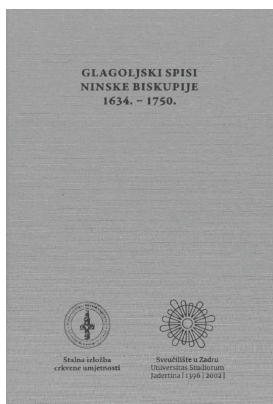 GLAGOLJSKI SPISI
NINSKE BISKUPIJE
1634. – 1750.
Stalna izložba
crkvene umjetnosti
Sveučilište u Zadru
Universitas Studiorum
Jadertina | 1396 | 2002 |